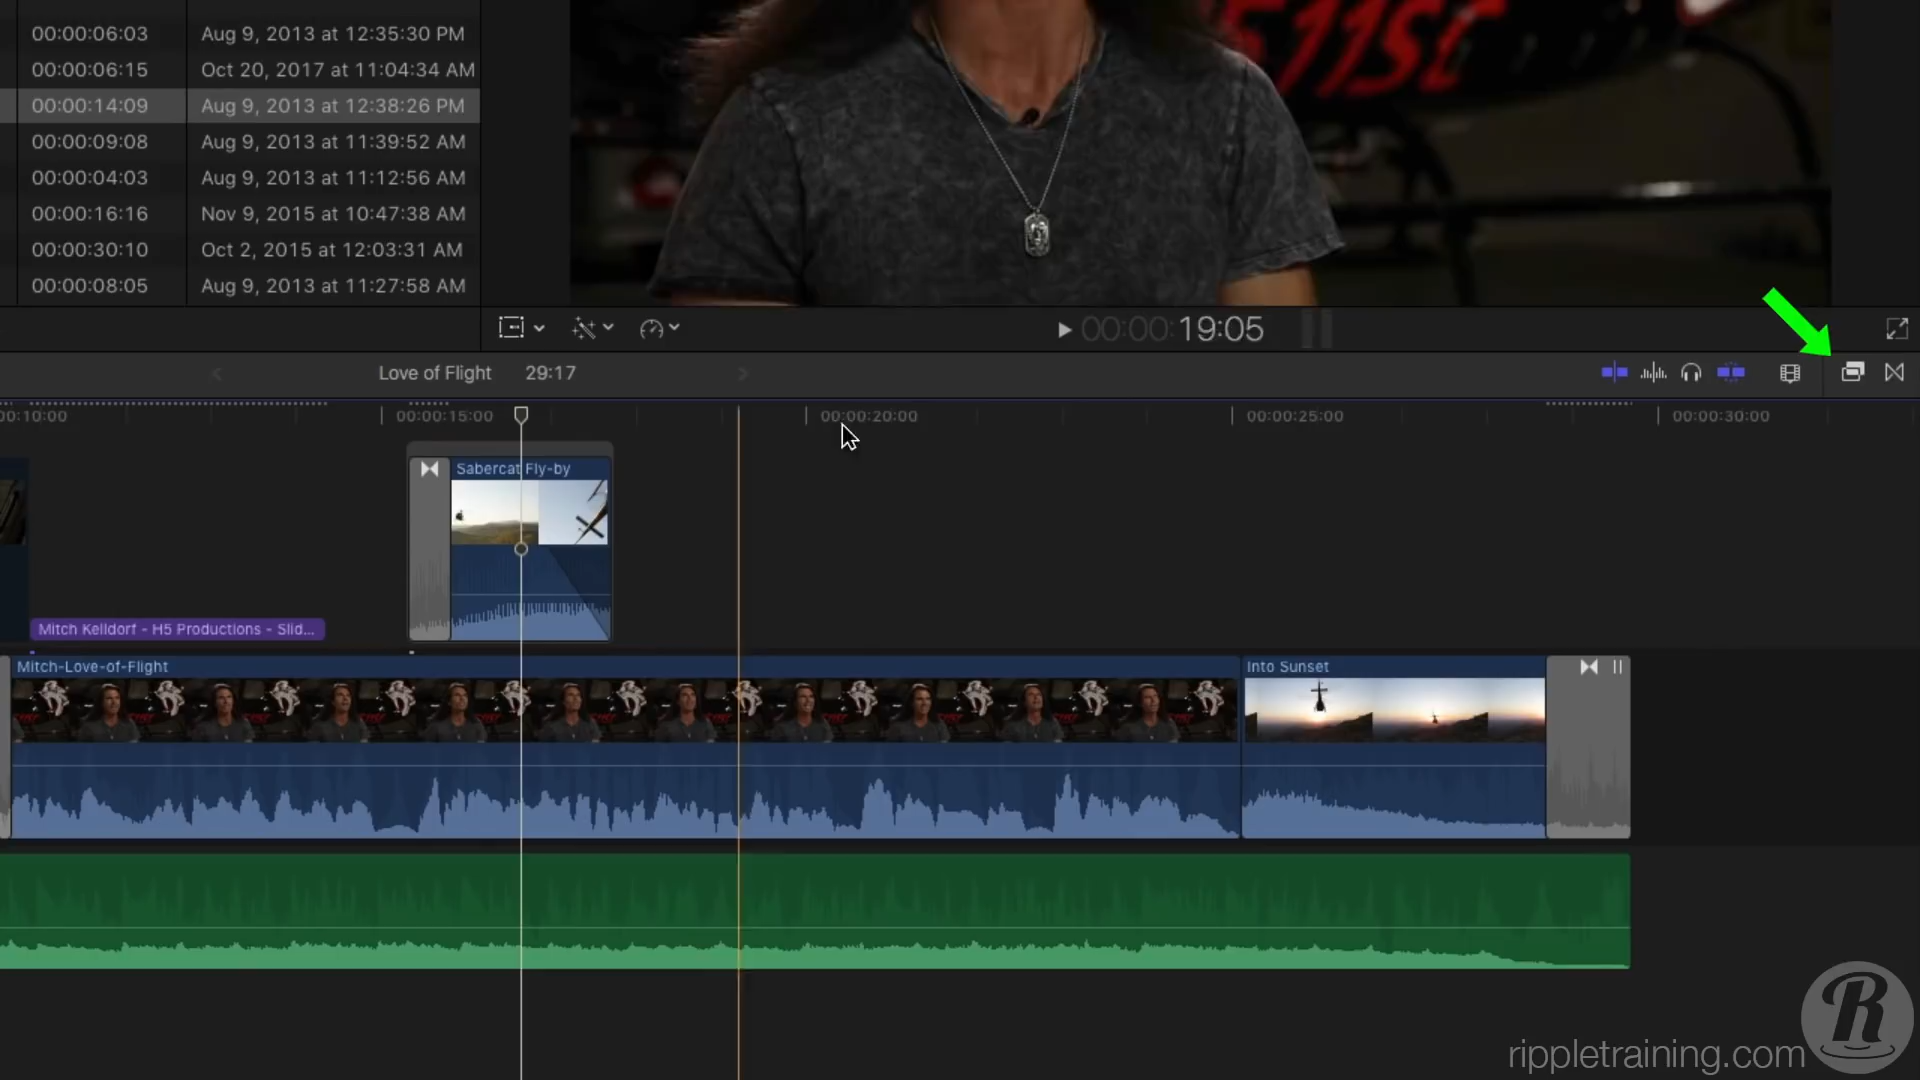 00:00:06:03 Aug 9, 2013 at 12:35:30 PM
00:00:06:15 Oct 20, 2017 at 11:04:34 AM
00:00:14:09 Aug 9, 2013 at 12:38:26 PM
00:00:09:08 Aug 9, 2013 at 11:39:52 AM
00:00:04:03 Aug 9, 2013 at 11:12:56 AM
00:00:16:16 Nov 9, 2015 at 10:47:38 AM
00:00:30:10 Oct 2, 2015 at 12:03:31 AM
00:00:08:05 Aug 9, 2013 at 11:27:58 AM
511SC
00:00:19:05
Love of Flight 29:17
00:10:00 00:00:15:00 00:00:20:00 00:00:25:00 00:00:30:00
Sabercat Fly-by
Mitch Kelldorf - H5 Productions - Slid...
Mitch-Love-of-Flight
Into Sunset
R
rippletraining.com